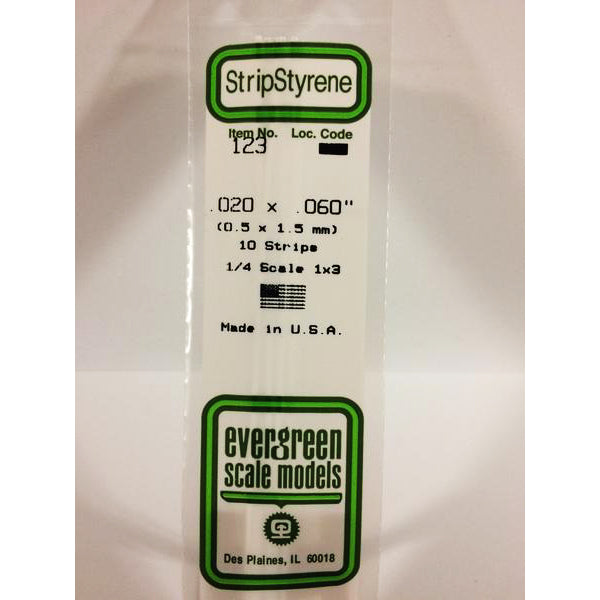 StripStyrene
Item No. Loc. Code
123
.020 x .060"
(0.5 x 1.5 mm)
10 Strips
1/4 Scale 1x3
Made in U.S.A.
evergreen
scale models
Des Plaines, IL 60018